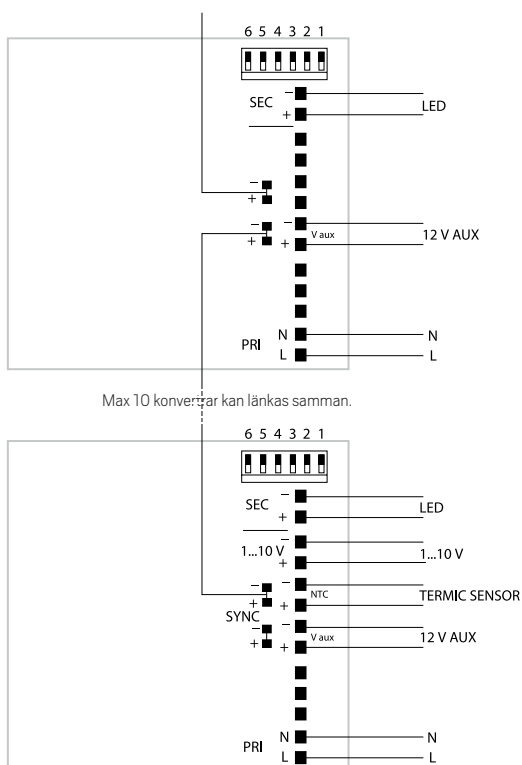 6 5 4 3 2 1
SEC
−
+
LED
−
+
−
+
−
+
V aux
12 V AUX
PRI
N
L
N
L
Max 10 konvertrar kan länkas samman.
6 5 4 3 2 1
SEC
−
+
LED
1...10 V
−
+
1...10 V
−
+
SYNC
−
+
−
+
NTC
TERMIC SENSOR
−
+
V aux
12 V AUX
PRI
N
L
N
L